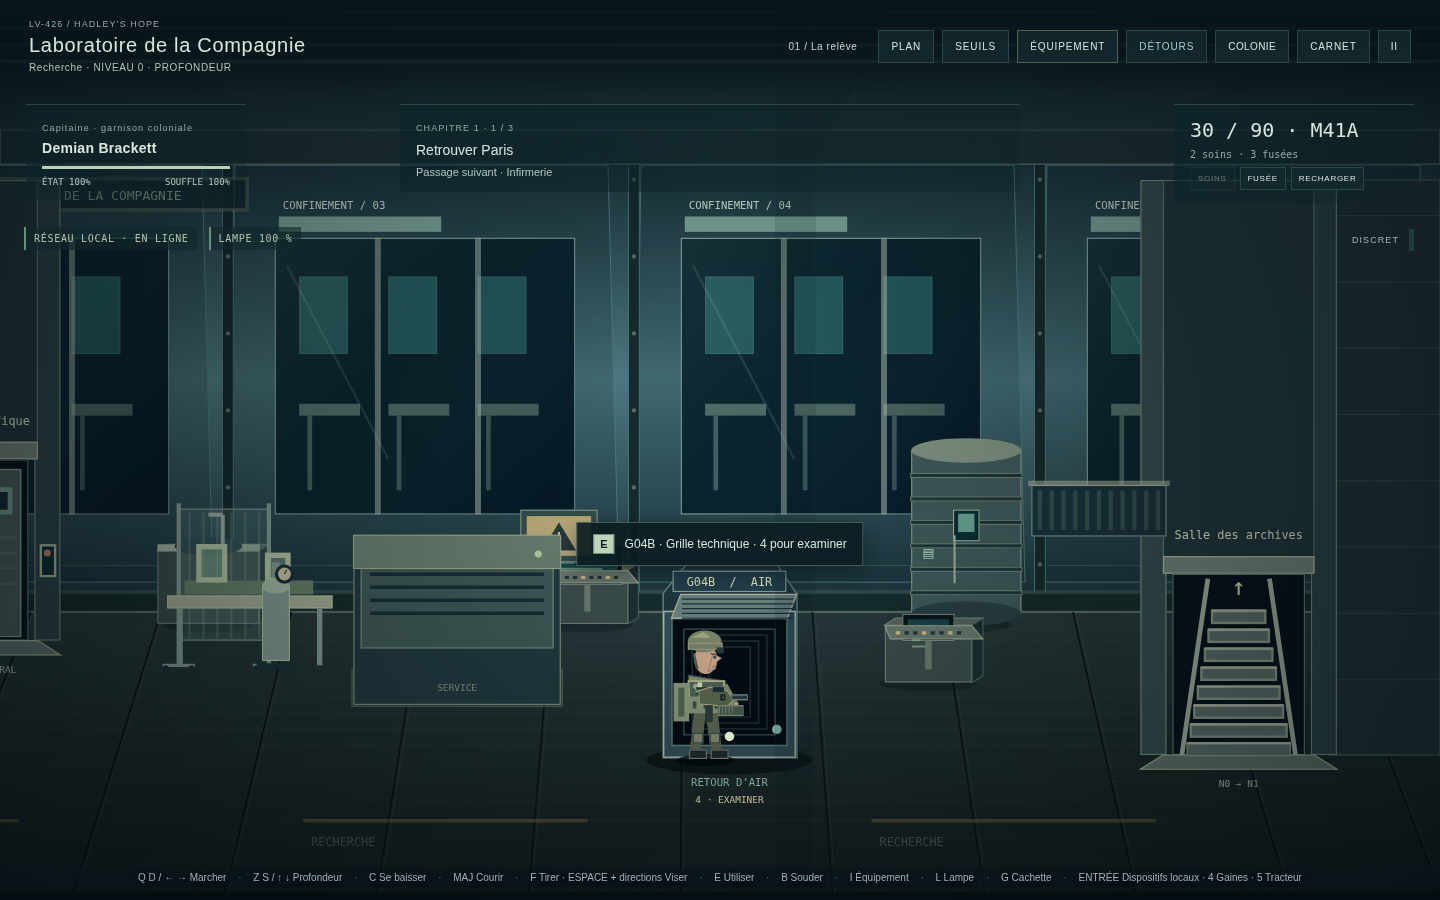 LV-426 / HADLEY'S HOPE
Laboratoire de la Compagnie
Recherche · NIVEAU 0 · PROFONDEUR
01 / La relève
PLAN
SEUILS
ÉQUIPEMENT
DÉTOURS
COLONIE
CARNET
II
Capitaine · garnison coloniale
Demian Brackett
ÉTAT 100%
SOUFFLE 100%
DE LA COMPAGNIE
RÉSEAU LOCAL · EN LIGNE
LAMPE 100 %
CHAPITRE 1 · 1 / 3
Retrouver Paris
Passage suivant · Infirmerie
30 / 90 · M41A
2 soins · 3 fusées
SOINS
FUSÉE
RECHARGER
DISCRET
CONFINEMENT / 03
CONFINEMENT / 04
CONFINE
ique
E
G04B · Grille technique · 4 pour examiner
Salle des archives
G04B / AIR
↑
RAL
SERVICE
RETOUR D'AIR
4 · EXAMINER
N0 → N1
RECHERCHE
RECHERCHE
Q D / ← → Marcher · Z S / ↑ ↓ Profondeur · C Se baisser · MAJ Courir · F Tirer · ESPACE + directions Viser · E Utiliser · B Souder · I Équipement · L Lampe · G Cachette · ENTRÉE Dispositifs locaux · 4 Gaines · 5 Tracteur